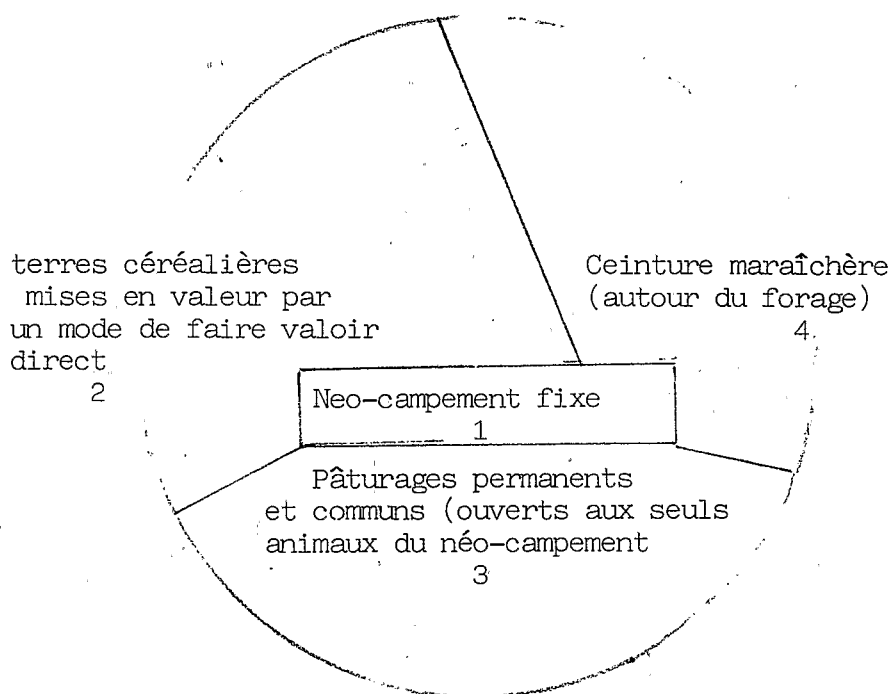 terres céréalières
mises en valeur par
un mode de faire valoir
direct
2
Ceinture maraîchère
(autour du forage)
4
Neo-campement fixe
1
Pâturages permanents
et communs (ouverts aux seuls
animaux du néo-campement
3